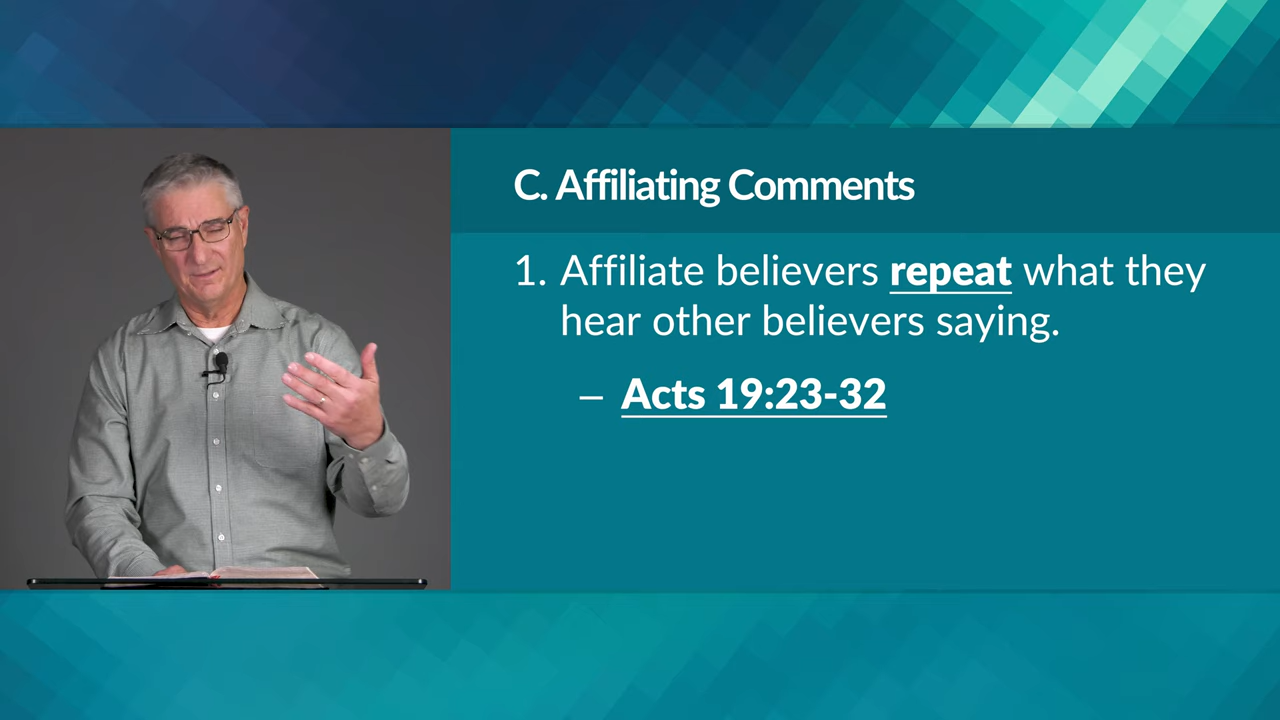 C. Affiliating Comments
1. Affiliate believers repeat what they
hear other believers saying.
– Acts 19:23-32